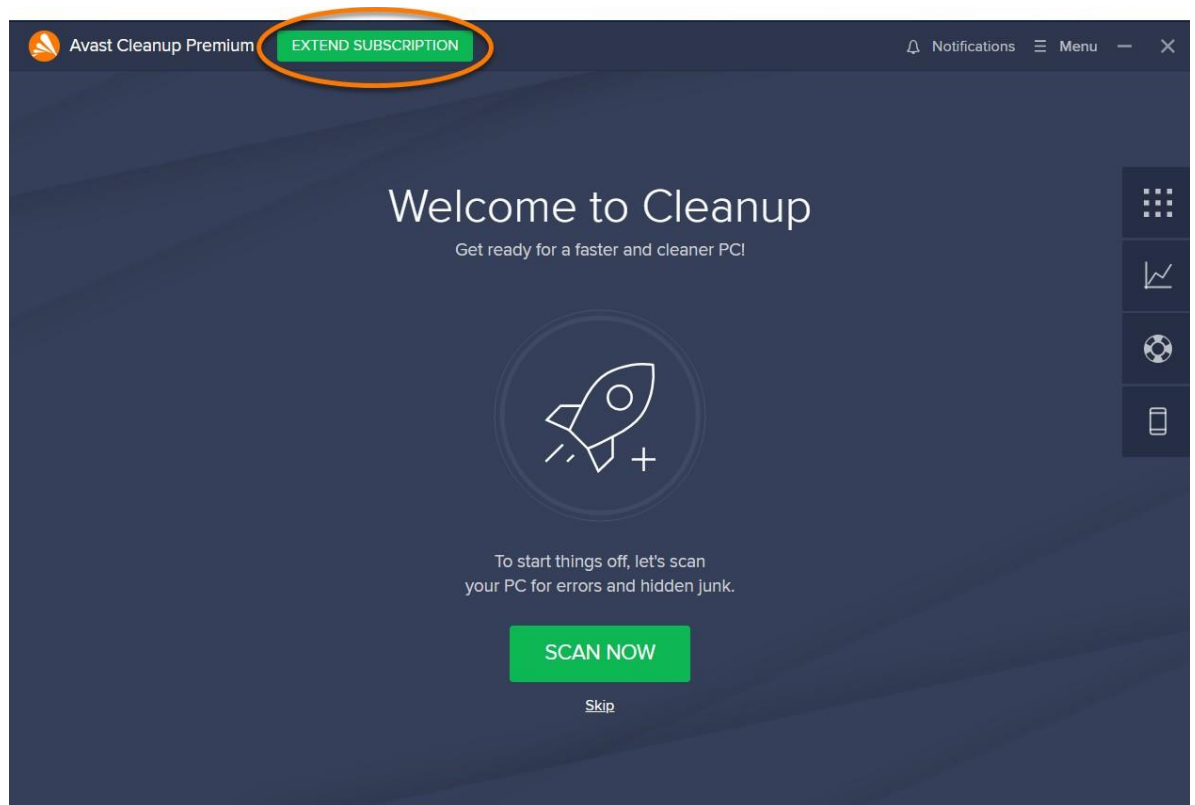 Avast Cleanup Premium EXTEND SUBSCRIPTION Notifications Menu
Welcome to Cleanup
Get ready for a faster and cleaner PC!
To start things off, let's scan
your PC for errors and hidden junk.
SCAN NOW
Skip